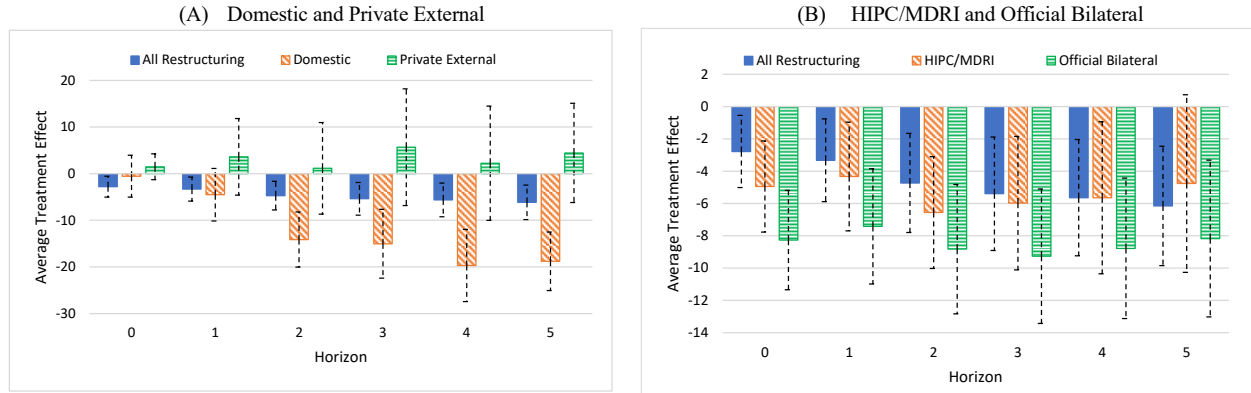 (A) Domestic and Private External
All Restructuring Domestic Private External
20
10
0
-10
-20
-30
Average Treatment Effect
0 1 2 3 4 5
Horizon
(B) HIPC/MDRI and Official Bilateral
All Restructuring HIPC/MDRI Official Bilateral
2
0
-2
-4
-6
-8
-10
-12
-14
Average Treatment Effect
0 1 2 3 4 5
Horizon